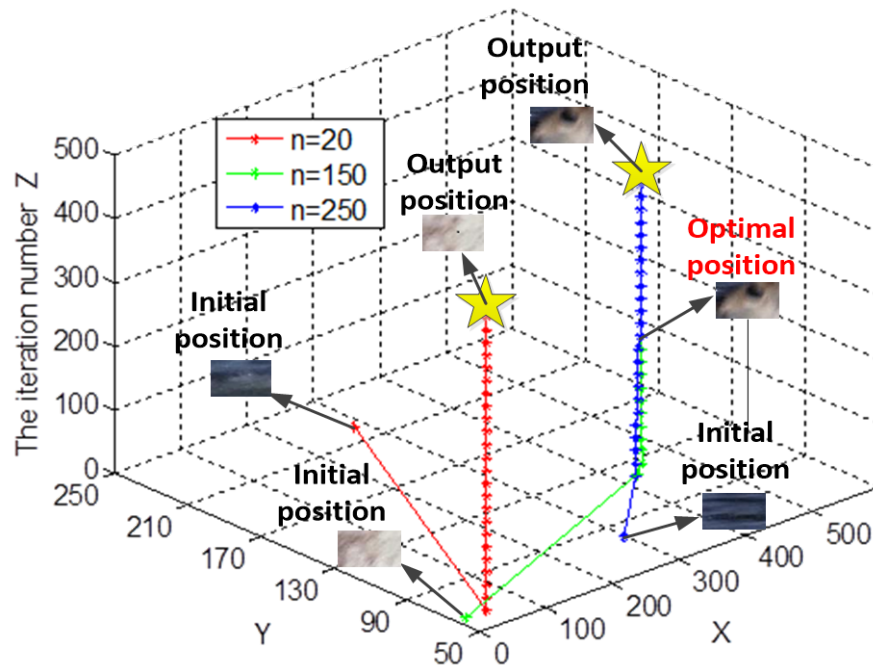 Output
position
n=20
n=150
n=250
Output
position
Optimal
position
Initial
position
Initial
position
Initial
position
The iteration number Z
500
400
300
200
100
0
250
210
170
130
90
50
Y
0
100
200
300
400
500
X